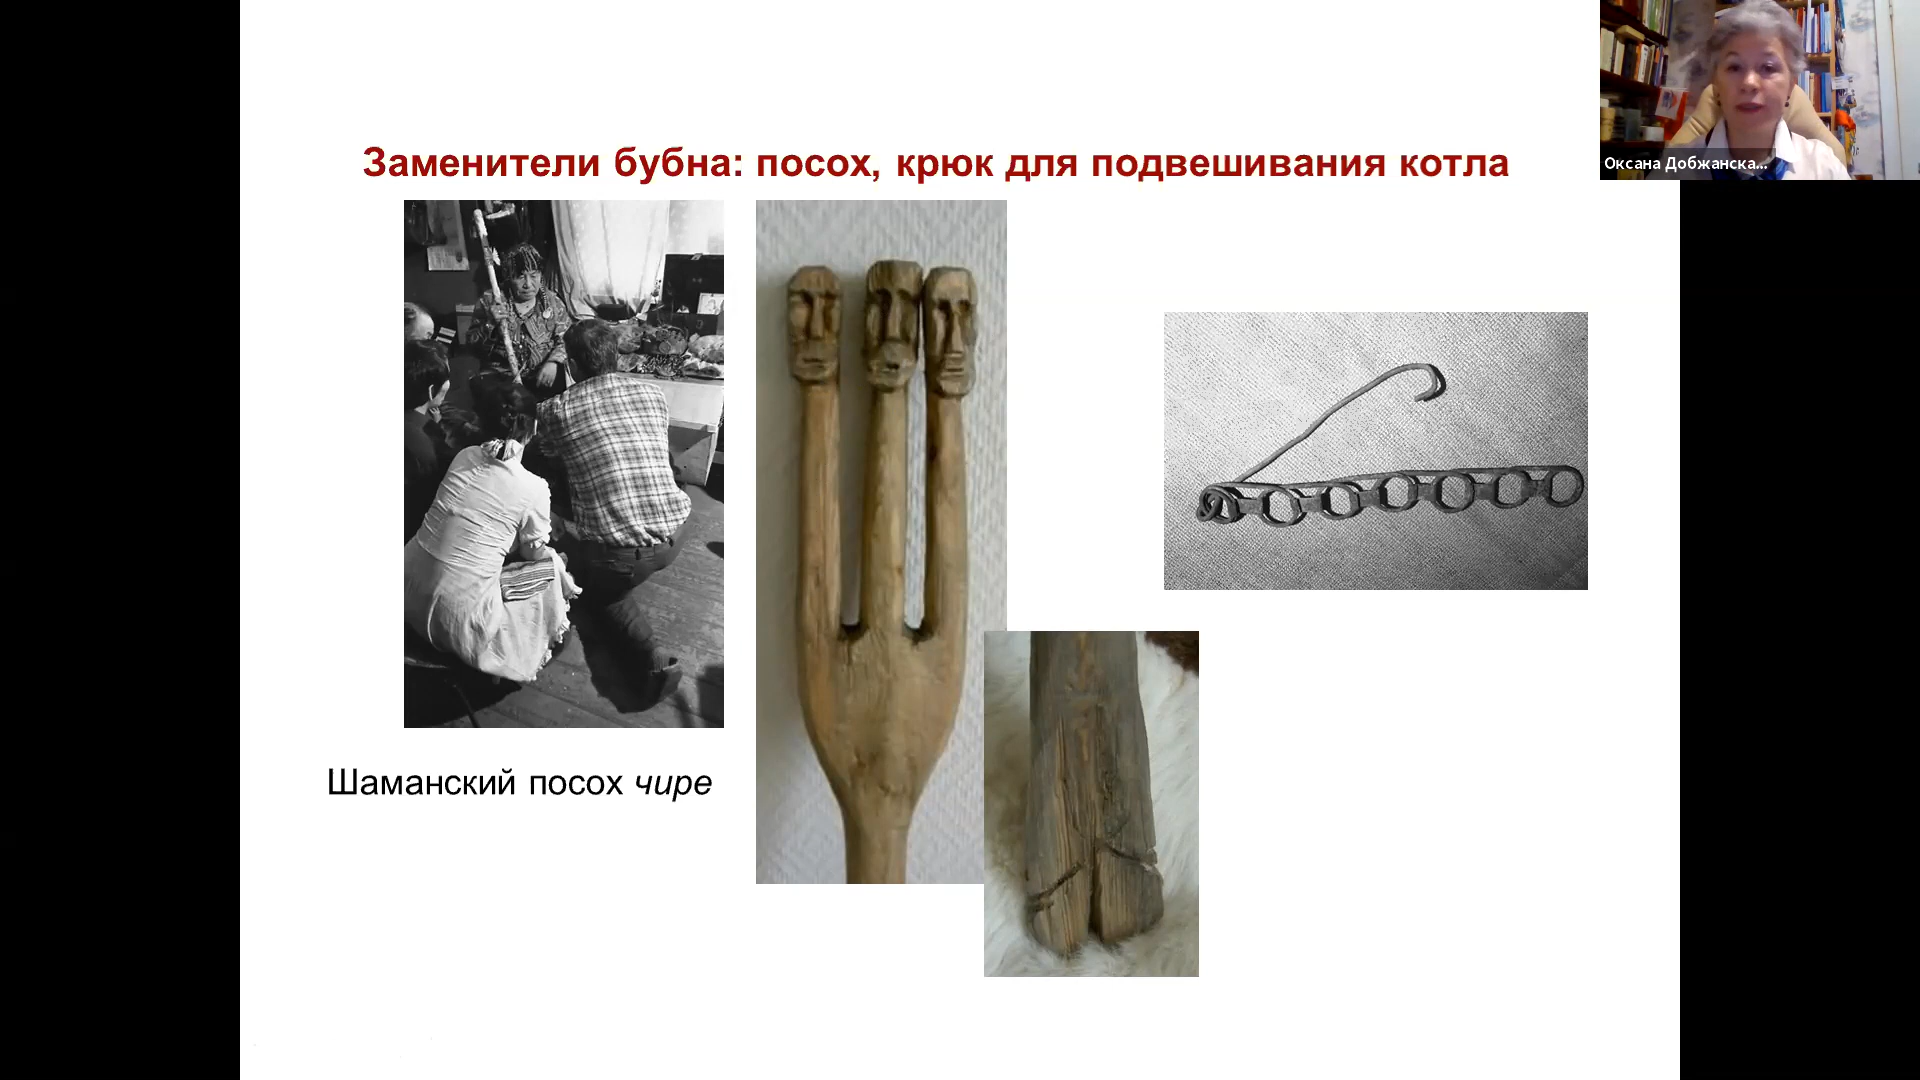 Заменители бубна: посох, крюк для подвешивания котла
Оксана Добжанска...
Шаманский посох чире